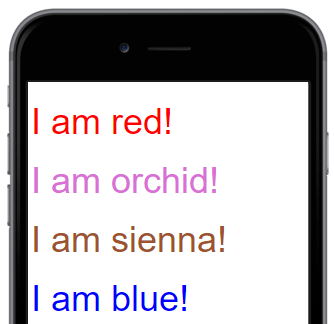 I am red!
I am orchid!
I am sienna!
I am blue!